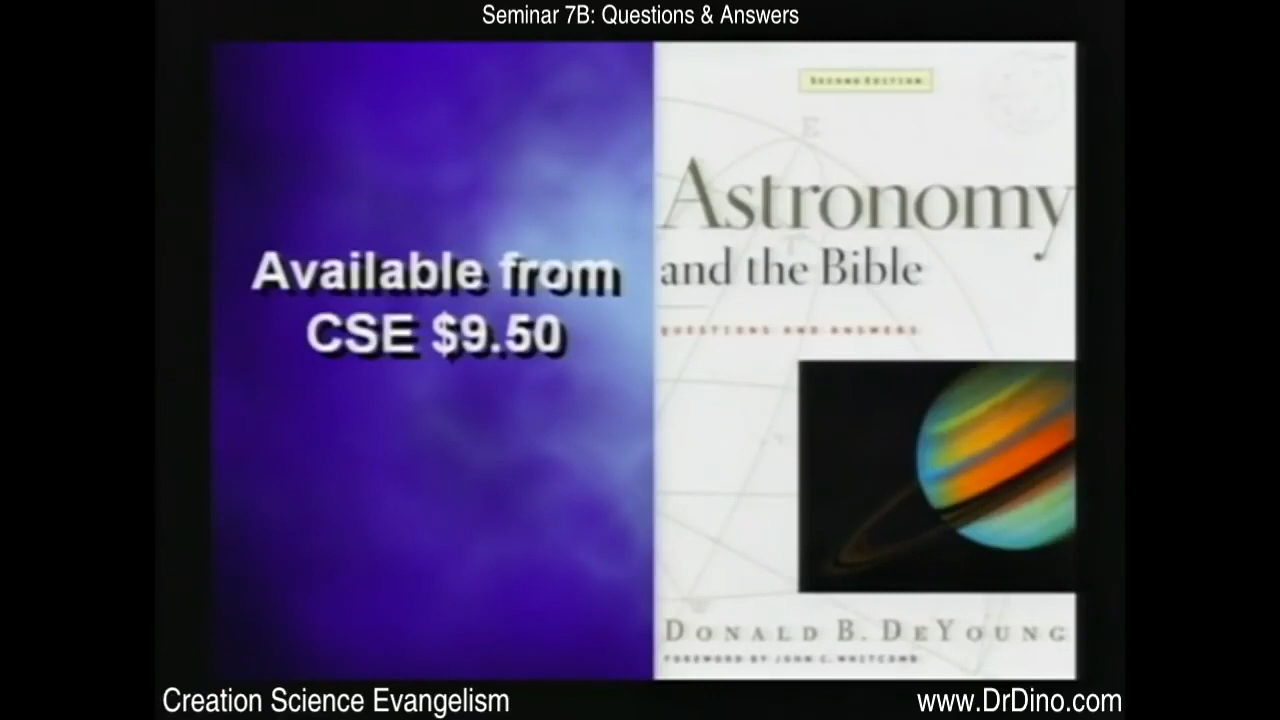 Seminar 7B: Questions & Answers
Available from
CSE $9.50
SECOND EDITION
Astronomy
and the Bible
QUESTIONS AND ANSWERS
DONALD B. DEYOUNG
FOREWORD BY JOHN C. WHITCOMB
Creation Science Evangelism
www.DrDino.com